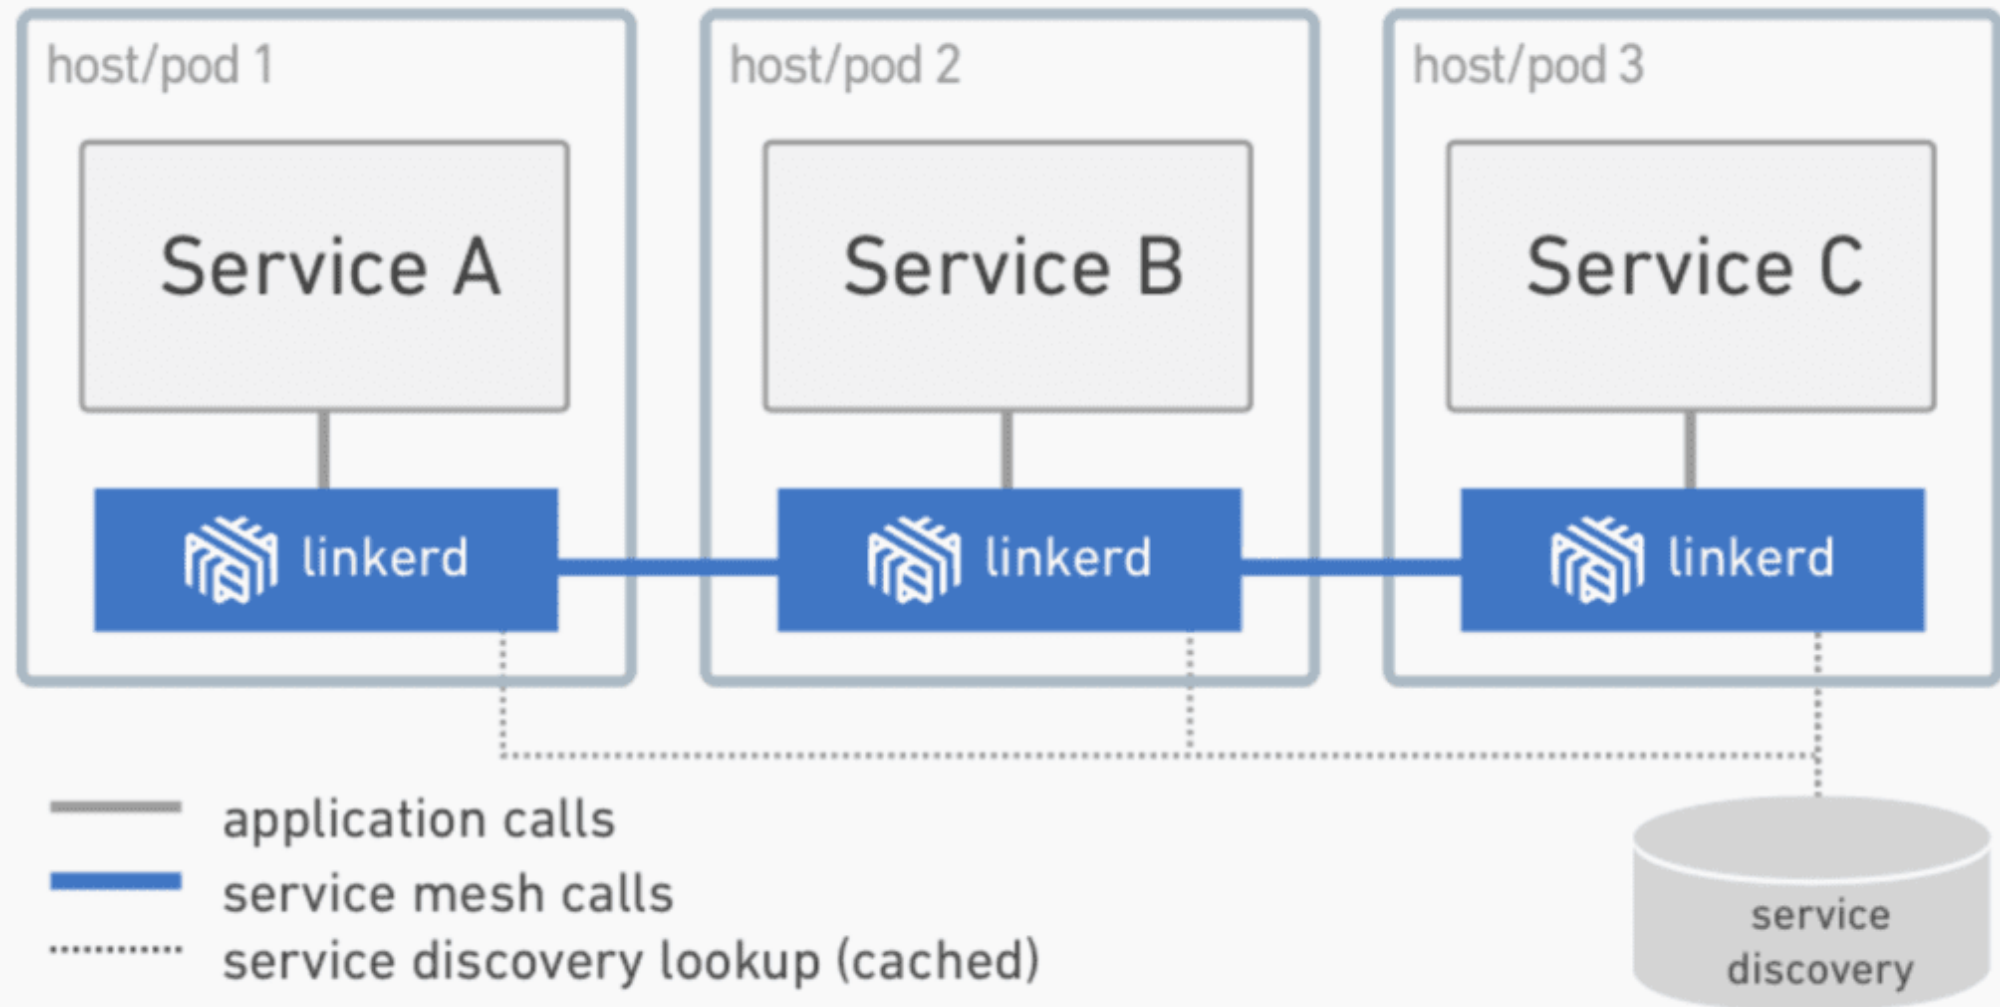 host/pod 1
host/pod 2
host/pod 3
Service A
Service B
Service C
linkerd
linkerd
linkerd
application calls
service mesh calls
service discovery lookup (cached)
service
discovery